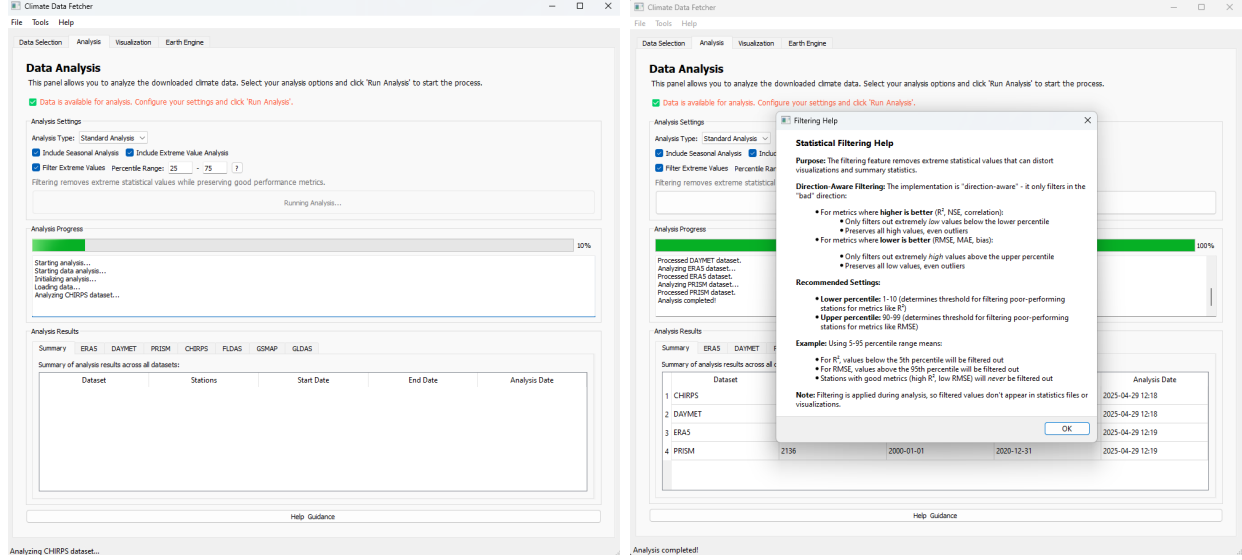 Climate Data Fetcher
File Tools Help
Data Selection Analysis Visualization Earth Engine
Data Analysis
This panel allows you to analyze the downloaded climate data. Select your analysis options and click 'Run Analysis' to start the process.
Data is available for analysis. Configure your settings and click 'Run Analysis'.
Analysis Settings
Analysis Type: Standard Analysis
Include Seasonal Analysis Include Extreme Value Analysis
Filter Extreme Values Percentile Range: 25 - 75 ?
Filtering removes extreme statistical values while preserving good performance metrics.
Running Analysis...
Analysis Progress
10%
Starting analysis...
Starting data analysis...
Initializing analysis...
Loading data...
Analyzing CHIRPS dataset...
Analysis Results
Summary ERA5 DAYMET PRISM CHIRPS FLDAS GSMAP GLDAS
Summary of analysis results across all datasets:
Dataset Stations Start Date End Date Analysis Date
Help Guidance
Analyzing CHIRPS dataset...
Climate Data Fetcher
File Tools Help
Data Selection Analysis Visualization Earth Engine
Data Analysis
This panel allows you to analyze the downloaded climate data. Select your analysis options and click 'Run Analysis' to start the process.
Data is available for analysis. Configure your settings and click 'Run Analysis'.
Analysis Settings
Analysis Type: Standard Analysis
Include Seasonal Analysis
Filter Extreme Values Percentile
Filtering removes extreme statistical
Analysis Progress
100%
Processed DAYMET dataset.
Analyzing ERA5 dataset...
Processed ERA5 dataset.
Analyzing PRISM dataset...
Processed PRISM dataset.
Analysis completed!
Analysis Results
Summary ERA5 DAYMET
Summary of analysis results across all
Dataset Analysis Date
1 CHIRPS 2025-04-29 12:18
2 DAYMET 2025-04-29 12:18
3 ERA5 2025-04-29 12:19
4 PRISM 2136 2000-01-01 2020-12-31 2025-04-29 12:19
Help Guidance
Analysis completed!
Filtering Help
Statistical Filtering Help
Purpose: The filtering feature removes extreme statistical values that can distort
visualizations and summary statistics.
Direction-Aware Filtering: The implementation is "direction-aware" - it only filters in the
"bad" direction:
● For metrics where higher is better (R², NSE, correlation):
● Only filters out extremely low values below the lower percentile
● Preserves all high values, even outliers
● For metrics where lower is better (RMSE, MAE, bias):
● Only filters out extremely high values above the upper percentile
● Preserves all low values, even outliers
Recommended Settings:
● Lower percentile: 1-10 (determines threshold for filtering poor-performing
stations for metrics like R²)
● Upper percentile: 90-99 (determines threshold for filtering poor-performing
stations for metrics like RMSE)
Example: Using 5-95 percentile range means:
● For R², values below the 5th percentile will be filtered out
● For RMSE, values above the 95th percentile will be filtered out
● Stations with good metrics (high R², low RMSE) will never be filtered out
Note: Filtering is applied during analysis, so filtered values don't appear in statistics files or
visualizations.
OK